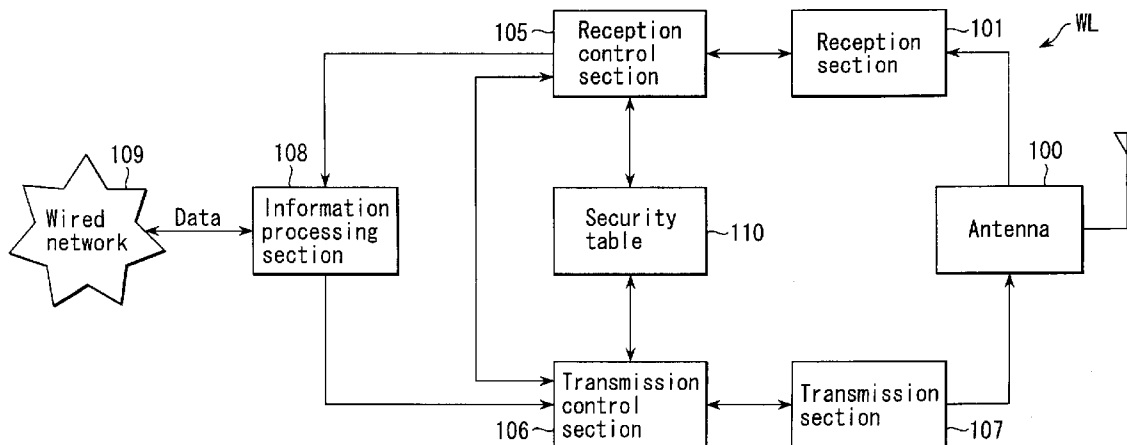 105
Reception
control
section
101
Reception
section
WL
109
Wired
network
Data
108
Information
processing
section
Security
table
110
100
Antenna
Transmission
control
section
106
Transmission
section
107